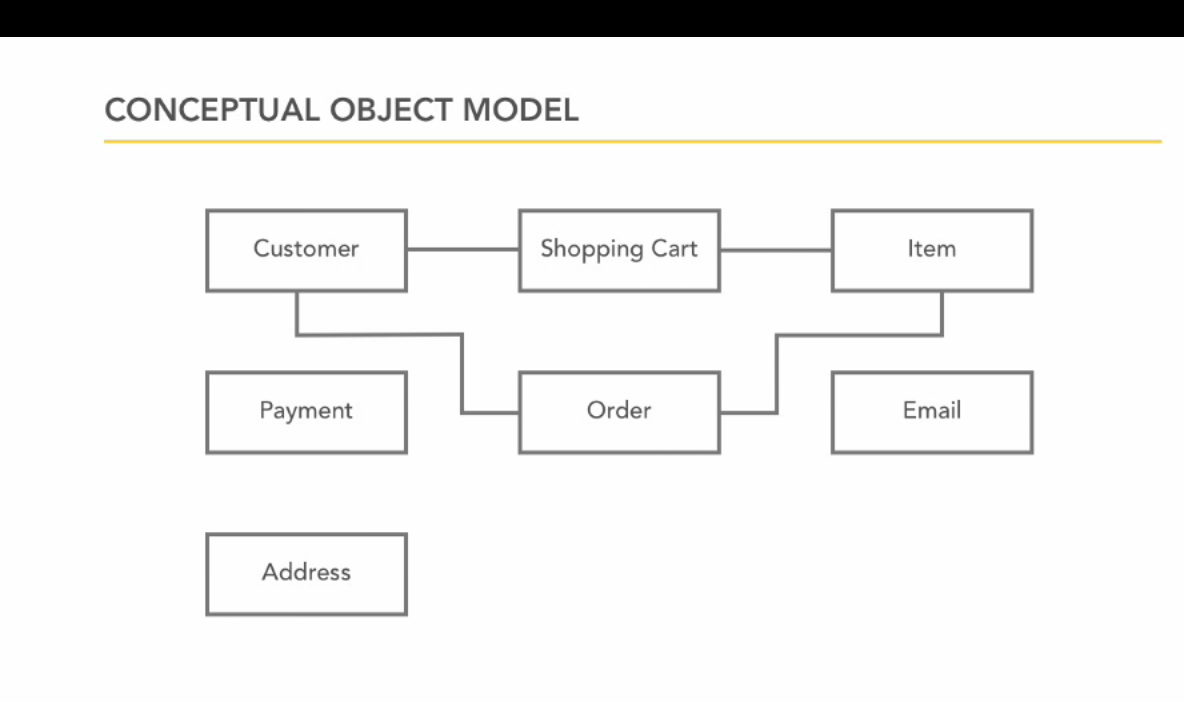 CONCEPTUAL OBJECT MODEL
Customer
Shopping Cart
Item
Payment
Order
Email
Address